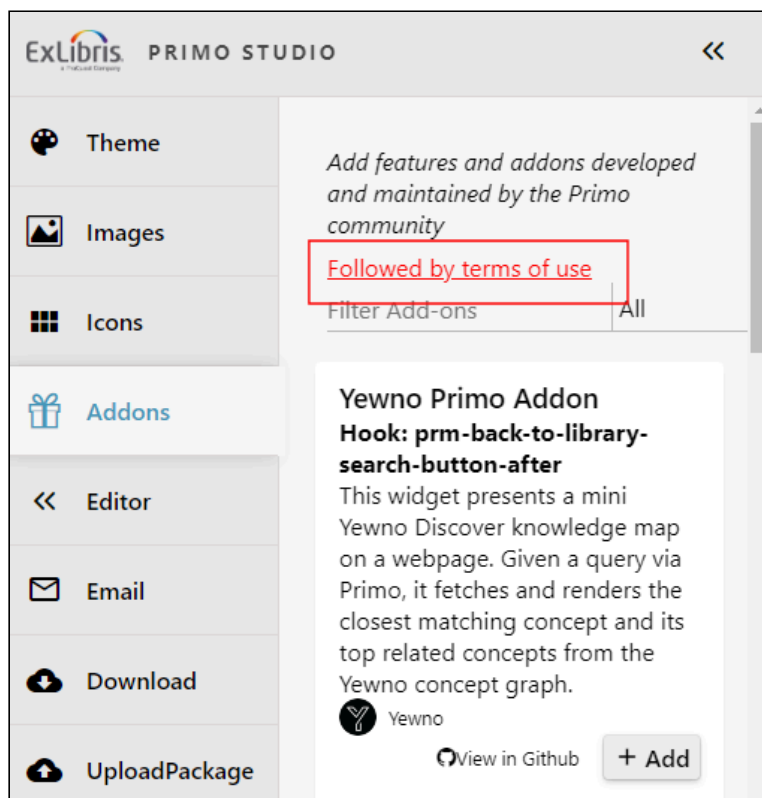 ExLibris
a ProQuest Company
PRIMO STUDIO
Theme
Images
Icons
Addons
Editor
Email
Download
UploadPackage
Add features and addons developed
and maintained by the Primo
community
Followed by terms of use
Filter Add-ons
All
Yewno Primo Addon
Hook: prm-back-to-library-
search-button-after
This widget presents a mini
Yewno Discover knowledge map
on a webpage. Given a query via
Primo, it fetches and renders the
closest matching concept and its
top related concepts from the
Yewno concept graph.
Yewno
View in Github
+ Add